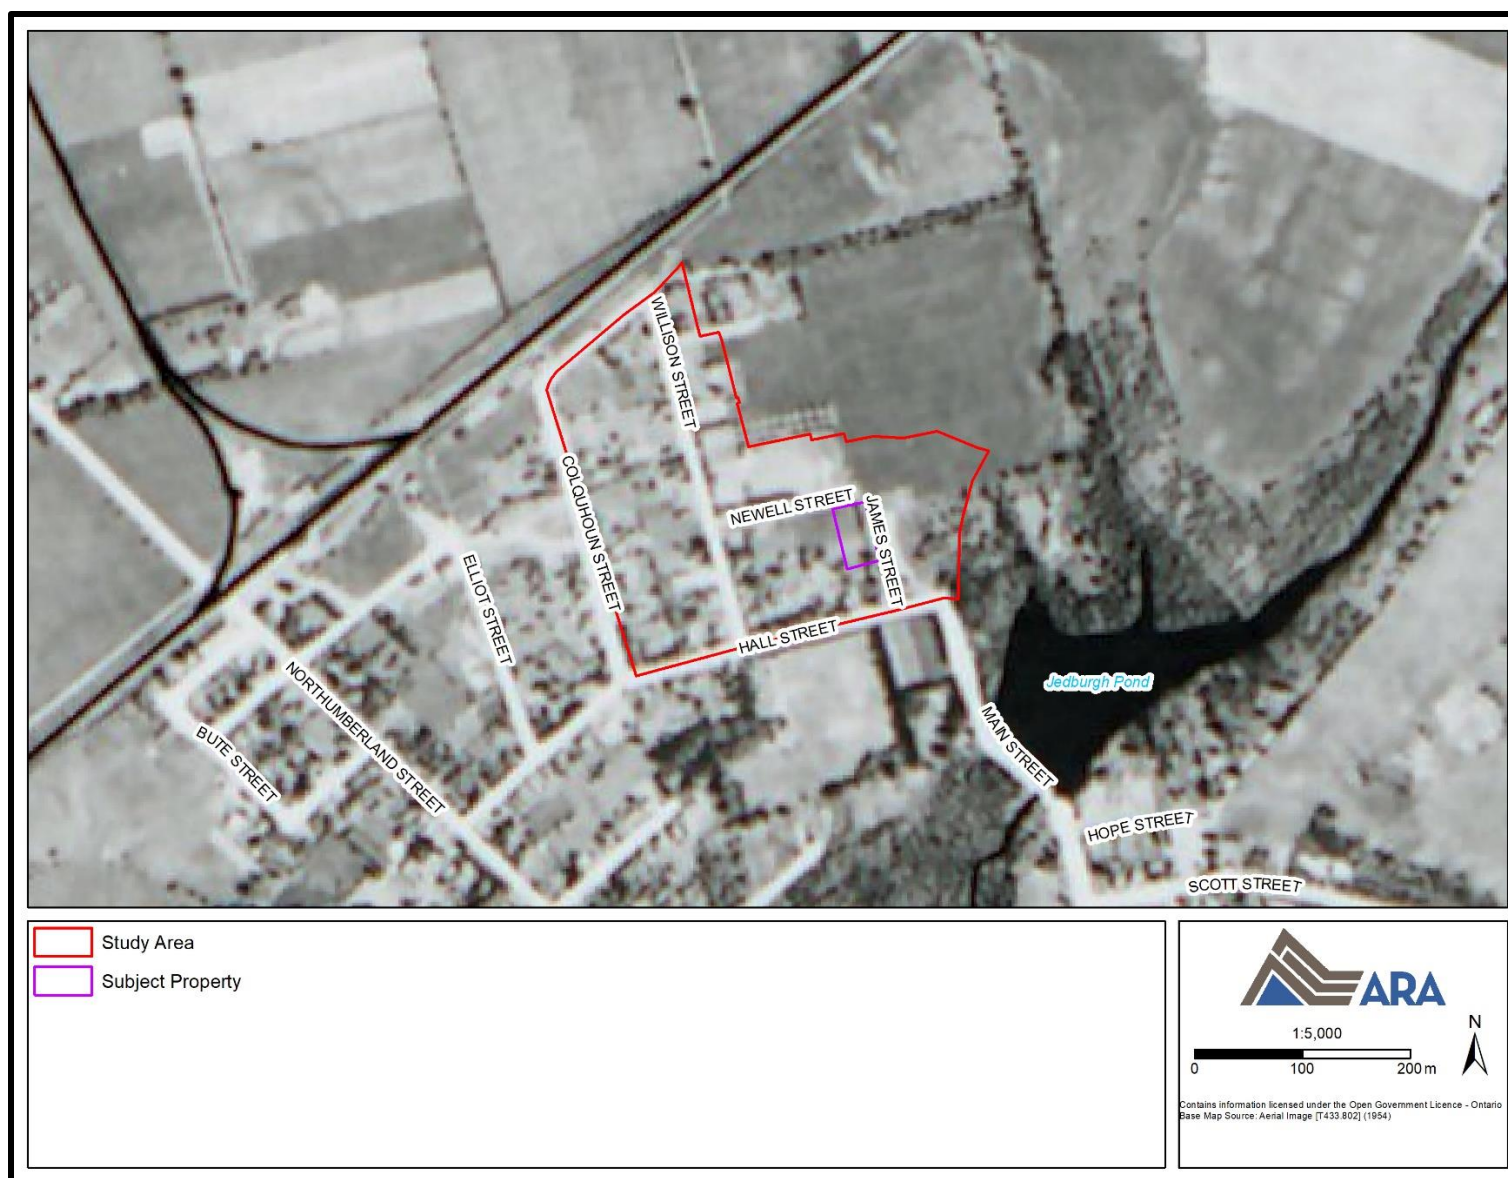 WILLISON STREET
COLQUHOUN STREET
NEWELL STREET
JAMES STREET
ELLIOT STREET
HALL STREET
NORTHUMBERLAND STREET
BUTE STREET
Jedburgh Pond
MAIN STREET
HOPE STREET
SCOTT STREET
Study Area
Subject Property
ARA
1:5,000
N
0 100 200 m
Contains information licensed under the Open Government Licence - Ontario
Base Map Source: Aerial Image [T433.802] (1954)